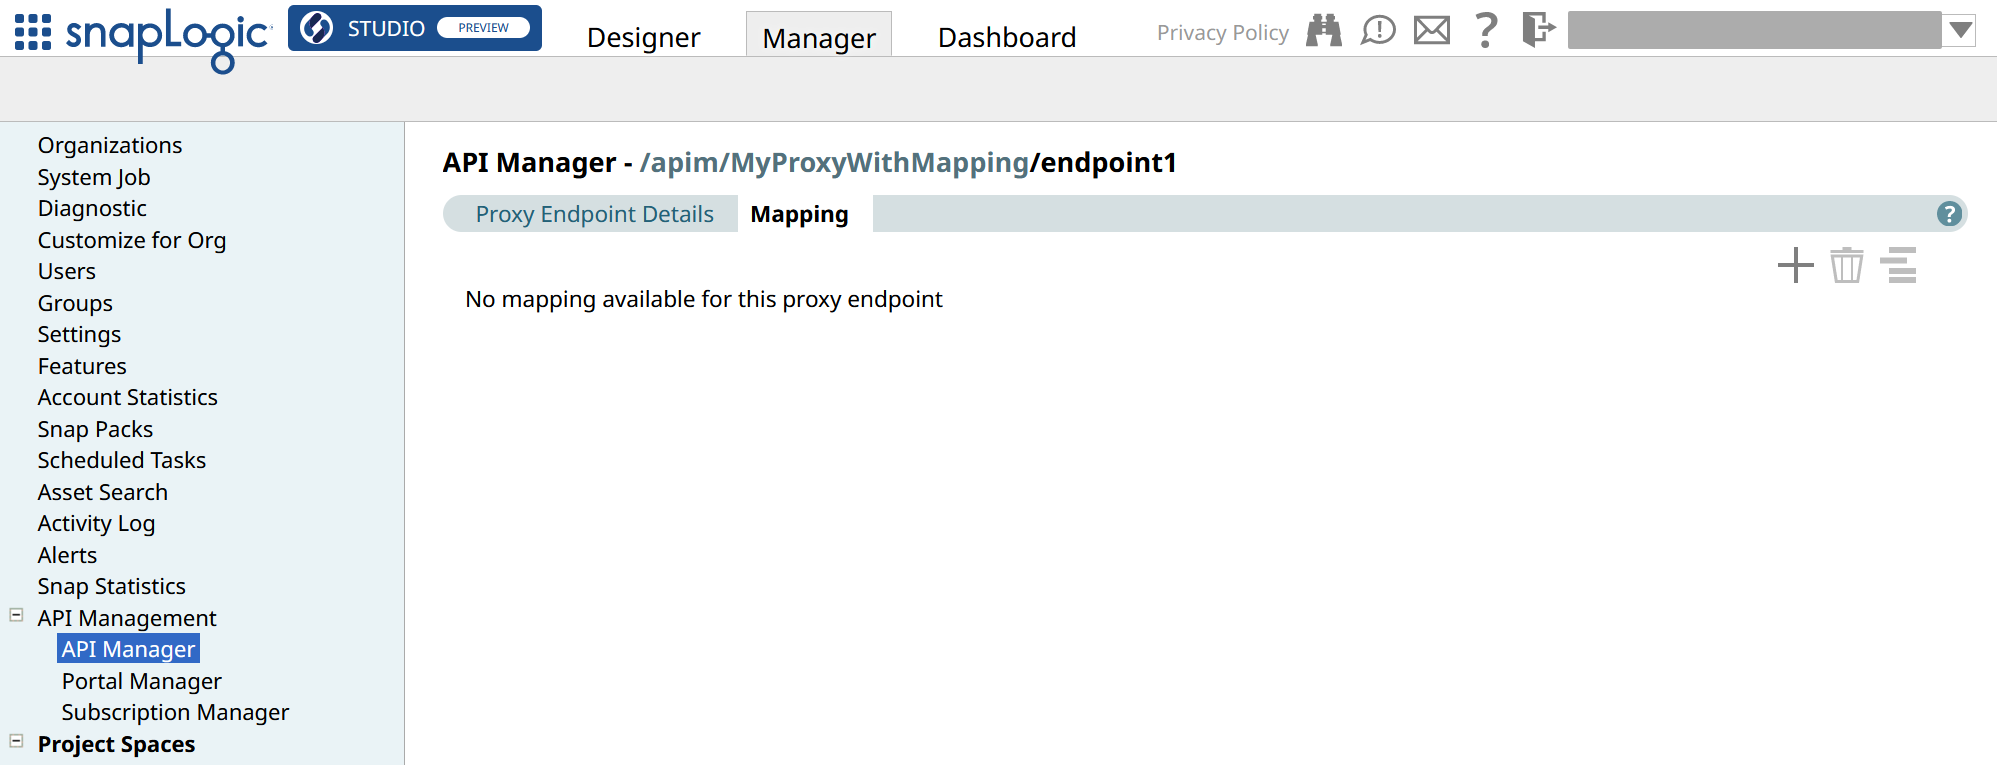 snapLogic STUDIO PREVIEW Designer Manager Dashboard Privacy Policy
Organizations
System Job
Diagnostic
Customize for Org
Users
Groups
Settings
Features
Account Statistics
Snap Packs
Scheduled Tasks
Asset Search
Activity Log
Alerts
Snap Statistics
API Management
API Manager
Portal Manager
Subscription Manager
Project Spaces
API Manager - /apim/MyProxyWithMapping/endpoint1
Proxy Endpoint Details Mapping ?
No mapping available for this proxy endpoint